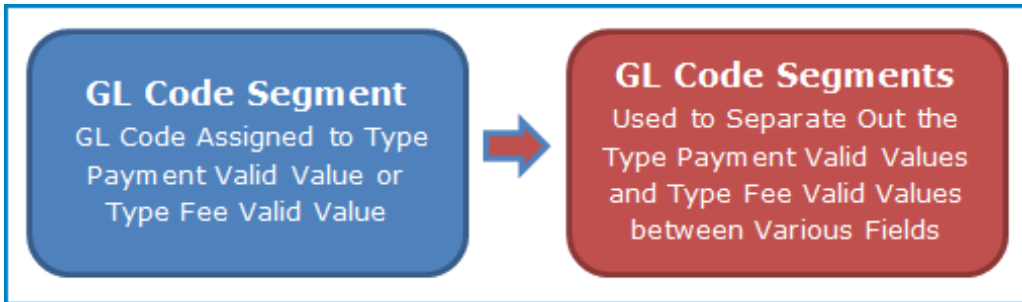 GL Code Segment
GL Code Assigned to Type
Payment Valid Value or
Type Fee Valid Value
GL Code Segments
Used to Separate Out the
Type Payment Valid Values
and Type Fee Valid Values
between Various Fields